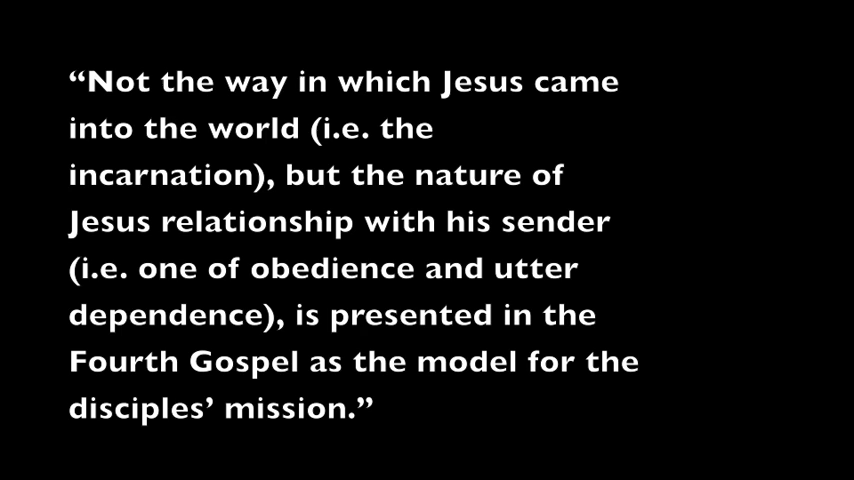 “Not the way in which Jesus came
into the world (i.e. the
incarnation), but the nature of
Jesus relationship with his sender
(i.e. one of obedience and utter
dependence), is presented in the
Fourth Gospel as the model for the
disciples’ mission.”